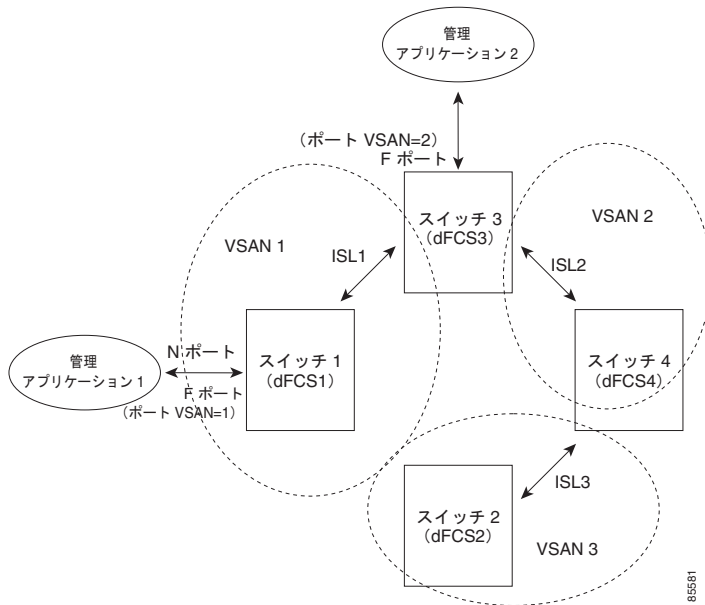 管理
アプリケーション 2
（ポート VSAN=2）
F ポート
スイッチ 3
（dFCS3）
VSAN 1
VSAN 2
ISL1
ISL2
管理
アプリケーション 1
N ポート
F ポート
（ポート VSAN=1）
スイッチ 1
（dFCS1）
スイッチ 4
（dFCS4）
ISL3
スイッチ 2
（dFCS2）
VSAN 3
85581